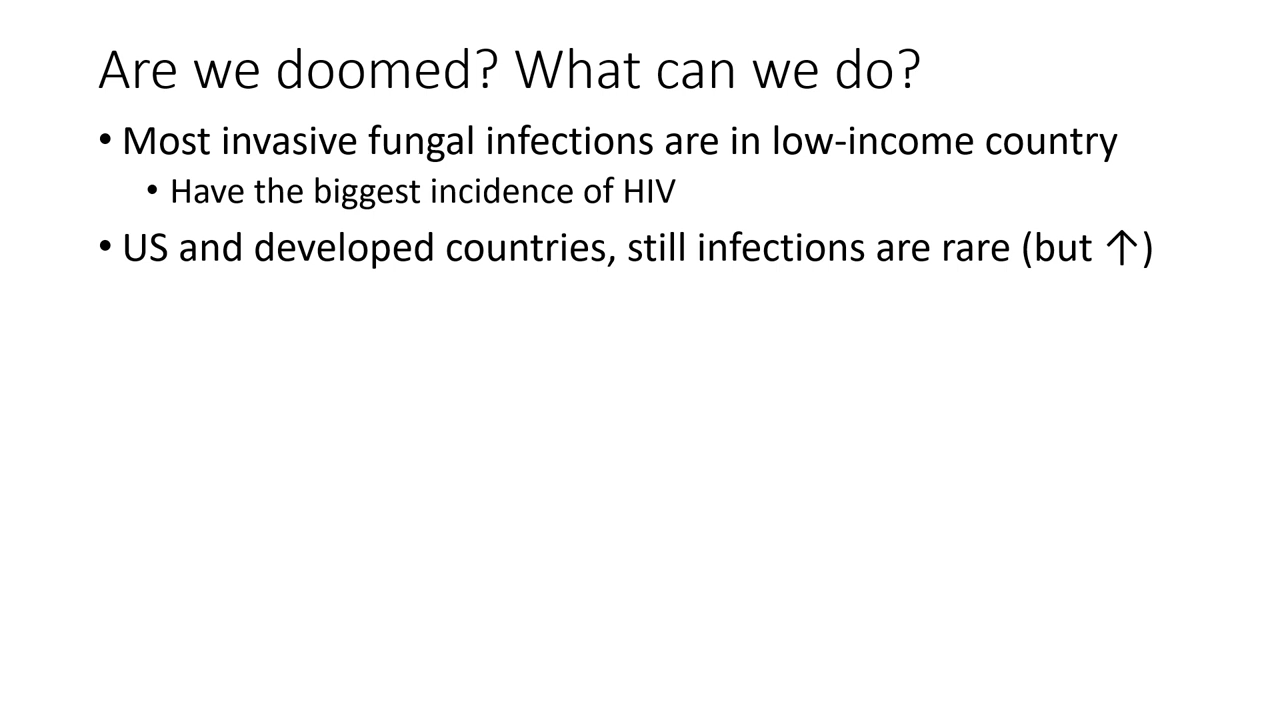 Are we doomed? What can we do?
• Most invasive fungal infections are in low-income country
• Have the biggest incidence of HIV
• US and developed countries, still infections are rare (but ↑)